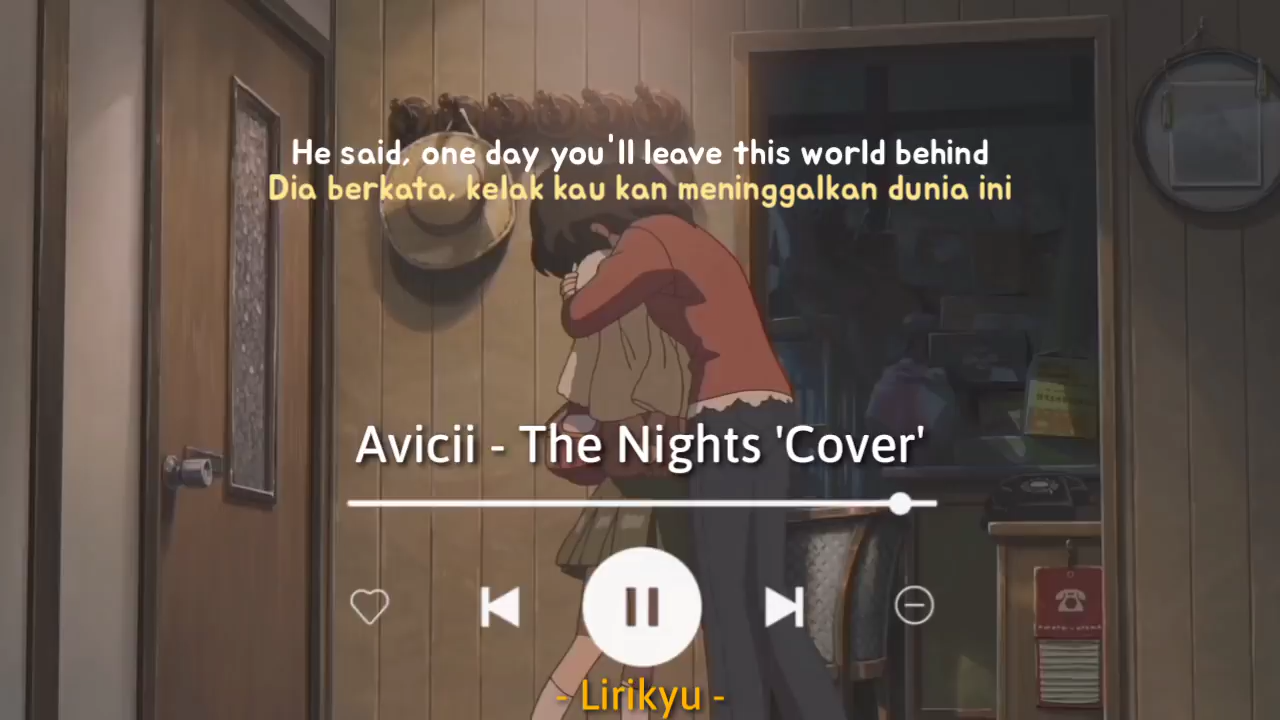 He said, one day you'll leave this world behind
Dia berkata, kelak kau kan meninggalkan dunia ini
Avicii - The Nights 'Cover'
- Lirikyu -